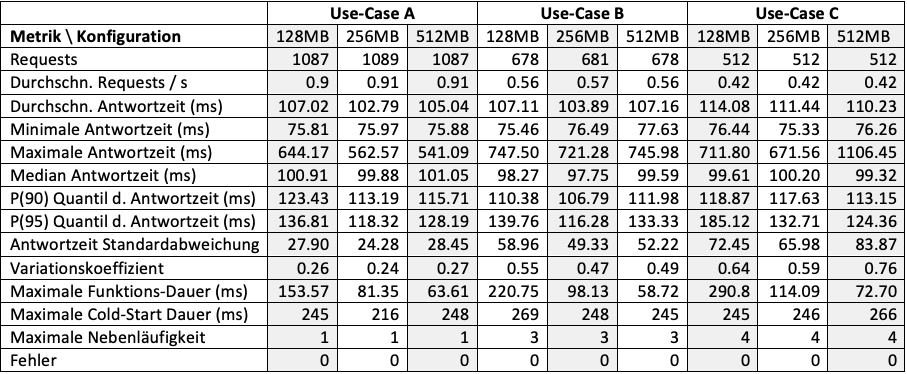 Use-Case A Use-Case B Use-Case C
Metrik \ Konfiguration 128MB 256MB 512MB 128MB 256MB 512MB 128MB 256MB 512MB
Requests 1087 1089 1087 678 681 678 512 512 512
Durchschn. Requests / s 0.9 0.91 0.91 0.56 0.57 0.56 0.42 0.42 0.42
Durchschn. Antwortzeit (ms) 107.02 102.79 105.04 107.11 103.89 107.16 114.08 111.44 110.23
Minimale Antwortzeit (ms) 75.81 75.97 75.88 75.46 76.49 77.63 76.44 75.33 76.26
Maximale Antwortzeit (ms) 644.17 562.57 541.09 747.50 721.28 745.98 711.80 671.56 1106.45
Median Antwortzeit (ms) 100.91 99.88 101.05 98.27 97.75 99.59 99.61 100.20 99.32
P(90) Quantil d. Antwortzeit (ms) 123.43 113.19 115.71 110.38 106.79 111.98 118.87 117.63 113.15
P(95) Quantil d. Antwortzeit (ms) 136.81 118.32 128.19 139.76 116.28 133.33 185.12 132.71 124.36
Antwortzeit Standardabweichung 27.90 24.28 28.45 58.96 49.33 52.22 72.45 65.98 83.87
Variationskoeffizient 0.26 0.24 0.27 0.55 0.47 0.49 0.64 0.59 0.76
Maximale Funktions-Dauer (ms) 153.57 81.35 63.61 220.75 98.13 58.72 290.8 114.09 72.70
Maximale Cold-Start Dauer (ms) 245 216 248 269 248 245 245 246 266
Maximale Nebenläufigkeit 1 1 1 3 3 3 4 4 4
Fehler 0 0 0 0 0 0 0 0 0